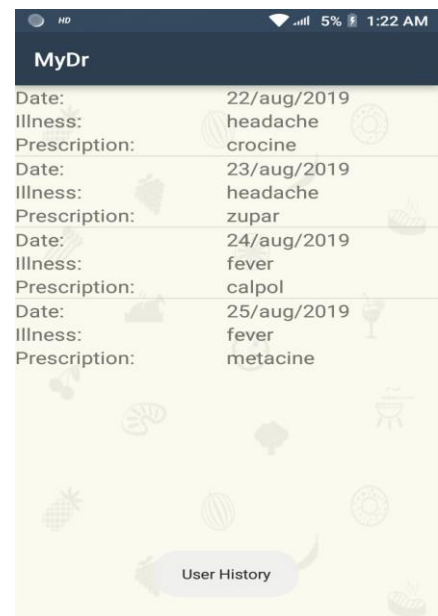 HD 5% 1:22 AM
MyDr
Date: 22/aug/2019
Illness: headache
Prescription: crocine
Date: 23/aug/2019
Illness: headache
Prescription: zupar
Date: 24/aug/2019
Illness: fever
Prescription: calpol
Date: 25/aug/2019
Illness: fever
Prescription: metacine
User History